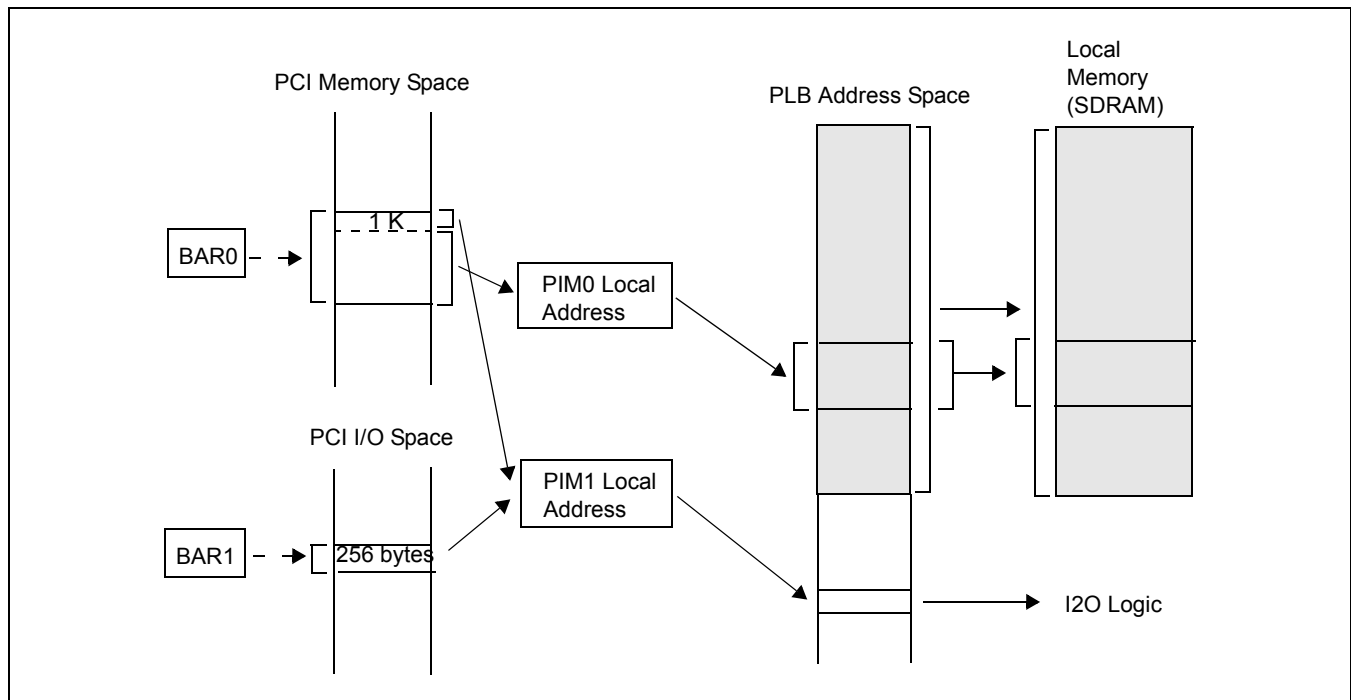 Local
Memory
(SDRAM)
PCI Memory Space
PLB Address Space
1 K
BAR0
PIM0 Local
Address
PCI I/O Space
PIM1 Local
Address
BAR1
256 bytes
I2O Logic